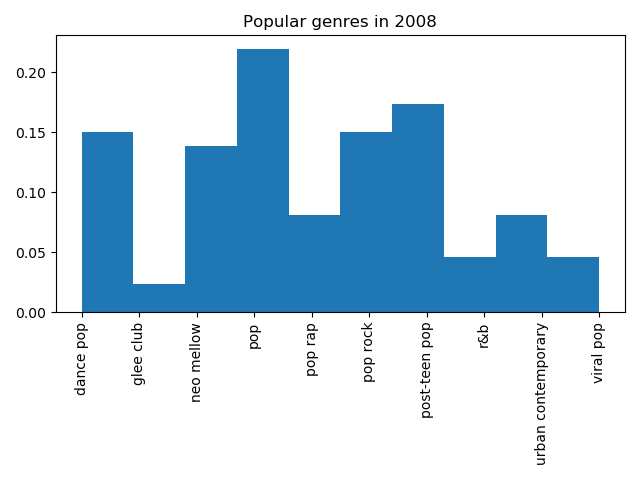 Popular genres in 2008
0.20
0.15
0.10
0.05
0.00
dance pop
glee club
neo mellow
pop
pop rap
pop rock
post-teen pop
r&b
urban contemporary
viral pop